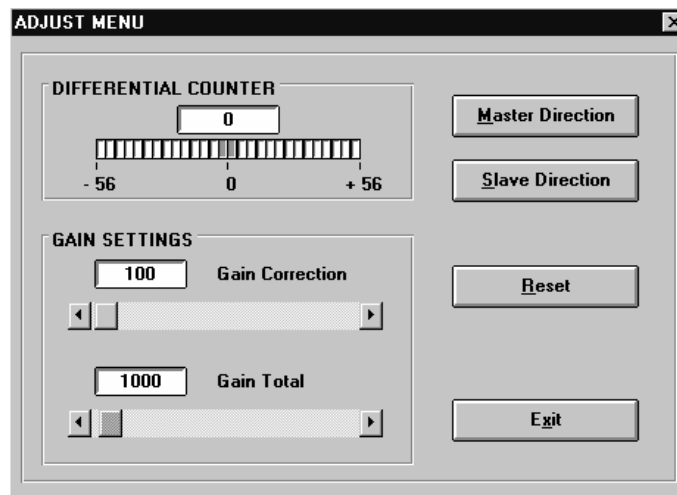 ADJUST MENU
DIFFERENTIAL COUNTER
0
- 56 0 + 56
GAIN SETTINGS
100 Gain Correction
1000 Gain Total
Master Direction
Slave Direction
Reset
Exit